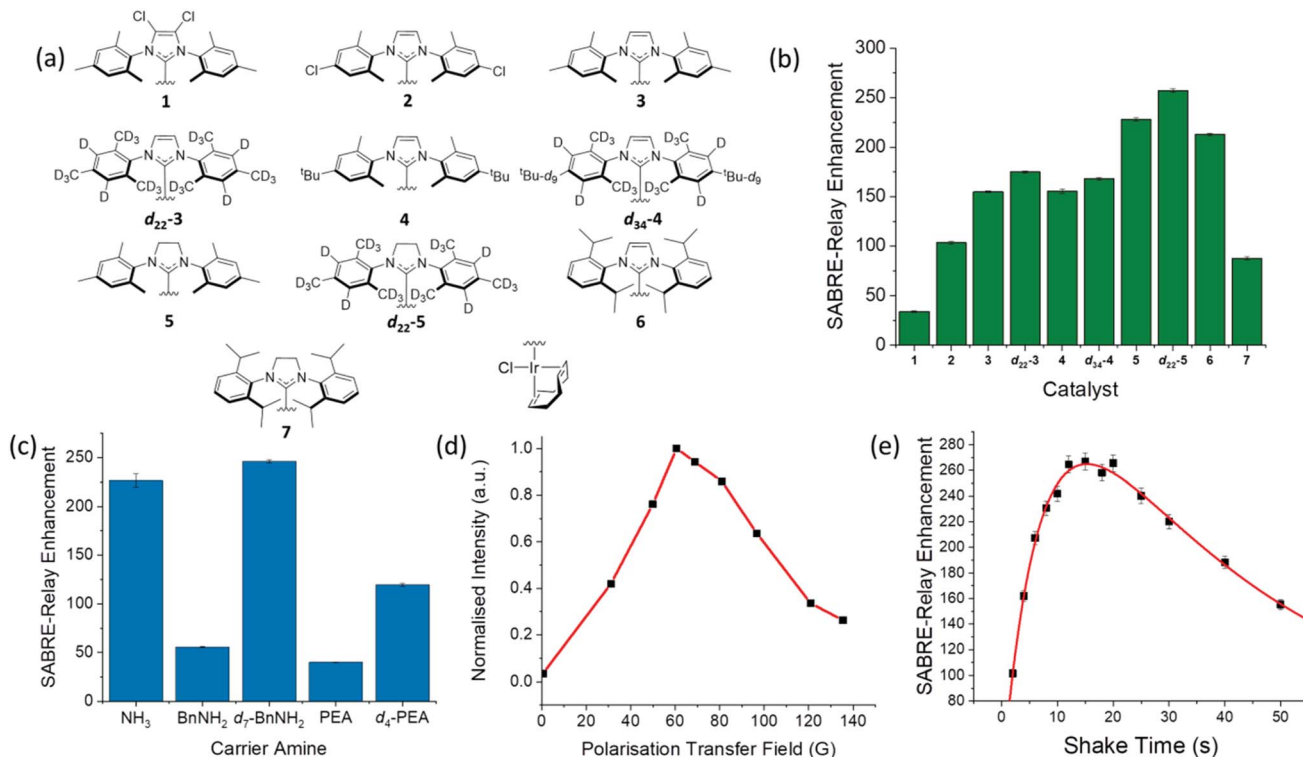 (a)
Cl Cl
N N
1
Cl N N Cl
2
N N
3
D CD3 D3C D
D3C N N CD3
D CD3 D3C D
d22-3
N N
tBu tBu
4
D CD3 D3C D
tBu-d9 N N tBu-d9
D CD3 D3C D
d34-4
N N
5
D CD3 D3C D
D3C N N CD3
D CD3 D3C D
d22-5
N N
6
N N
7
Cl Ir
(b)
SABRE-Relay Enhancement
300
250
200
150
100
50
0
1 2 3 d22-3 4 d34-4 5 d22-5 6 7
Catalyst
(c)
SABRE-Relay Enhancement
250
200
150
100
50
0
NH3 BnNH2 d7-BnNH2 PEA d4-PEA
Carrier Amine
(d)
Normalised Intensity (a.u.)
1.0
0.8
0.6
0.4
0.2
0.0
0 20 40 60 80 100 120 140
Polarisation Transfer Field (G)
(e)
SABRE-Relay Enhancement
280
260
240
220
200
180
160
140
120
100
80
0 10 20 30 40 50
Shake Time (s)